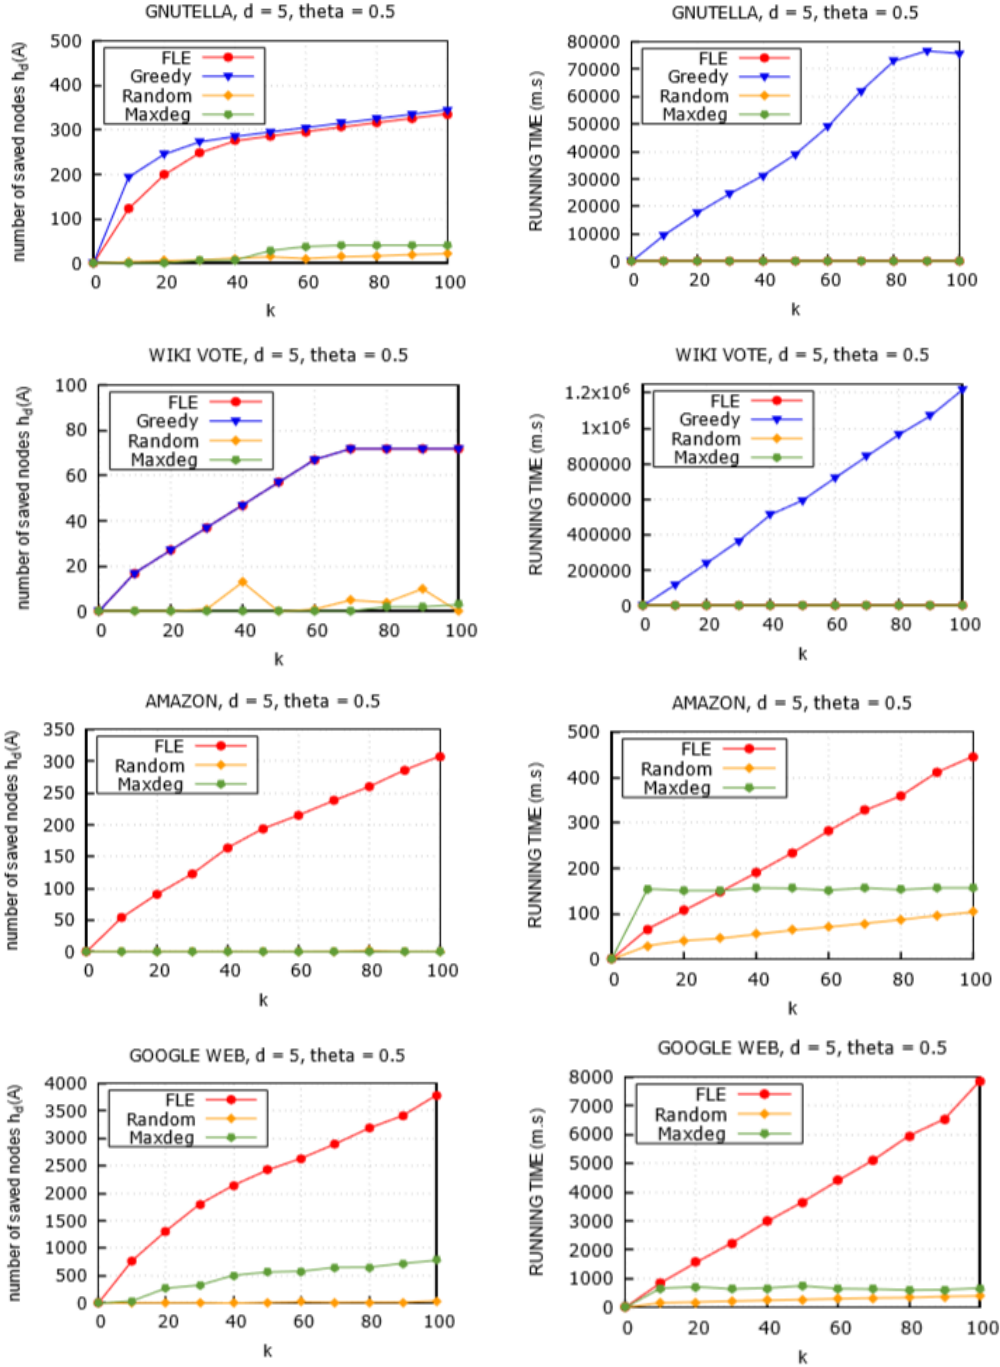 GNUTELLA, d = 5, theta = 0.5
number of saved nodes h_d(A)
500
400
300
200
100
0
FLE
Greedy
Random
Maxdeg
0 20 40 60 80 100
k
GNUTELLA, d = 5, theta = 0.5
RUNNING TIME (m.s)
80000
70000
60000
50000
40000
30000
20000
10000
0
FLE
Greedy
Random
Maxdeg
0 20 40 60 80 100
k
WIKI VOTE, d = 5, theta = 0.5
number of saved nodes h_d(A)
100
80
60
40
20
0
FLE
Greedy
Random
Maxdeg
0 20 40 60 80 100
k
WIKI VOTE, d = 5, theta = 0.5
RUNNING TIME (m.s)
1.2x10⁶
1x10⁶
800000
600000
400000
200000
0
FLE
Greedy
Random
Maxdeg
0 20 40 60 80 100
k
AMAZON, d = 5, theta = 0.5
number of saved nodes h_d(A)
350
300
250
200
150
100
50
0
FLE
Random
Maxdeg
0 20 40 60 80 100
k
AMAZON, d = 5, theta = 0.5
RUNNING TIME (m.s)
500
400
300
200
100
0
FLE
Random
Maxdeg
0 20 40 60 80 100
k
GOOGLE WEB, d = 5, theta = 0.5
number of saved nodes h_d(A)
4000
3500
3000
2500
2000
1500
1000
500
0
FLE
Random
Maxdeg
0 20 40 60 80 100
k
GOOGLE WEB, d = 5, theta = 0.5
RUNNING TIME (m.s)
8000
7000
6000
5000
4000
3000
2000
1000
0
FLE
Random
Maxdeg
0 20 40 60 80 100
k